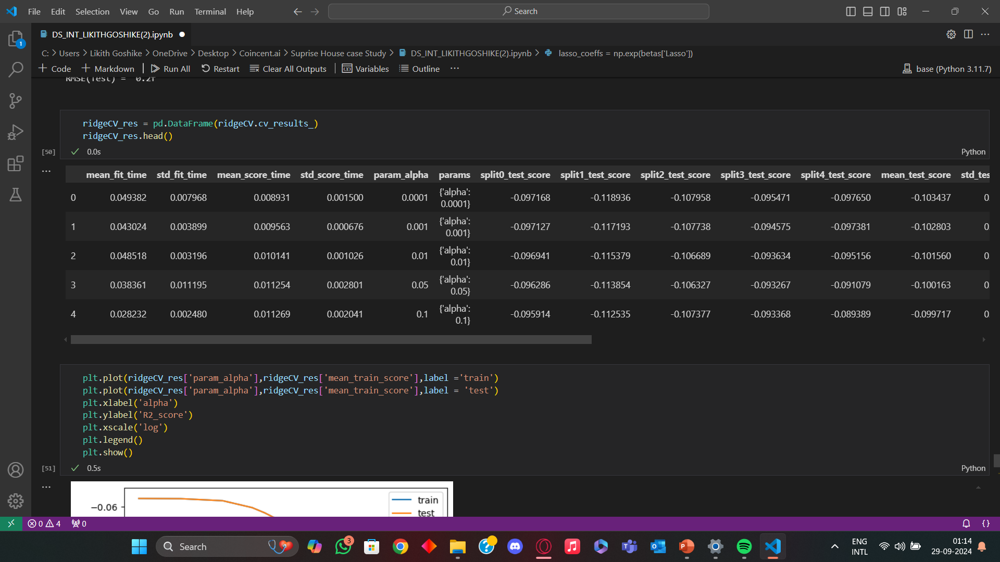 File Edit Selection View Go Run Terminal Help Search
DS_INT_LIKITHGOSHIKE(2).ipynb
C: > Users > Likith Goshike > OneDrive > Desktop > Coincent.ai > Suprise House case Study > DS_INT_LIKITHGOSHIKE(2).ipynb > lasso_coeffs = np.exp(betas['Lasso'])
+ Code + Markdown | Run All Restart Clear All Outputs | Variables Outline ... base (Python 3.11.7)
RMSE(Test) = 0.2f
ridgeCV_res = pd.DataFrame(ridgeCV.cv_results_)
ridgeCV_res.head()
[50] ✓ 0.0s Python
mean_fit_time std_fit_time mean_score_time std_score_time param_alpha params split0_test_score split1_test_score split2_test_score split3_test_score split4_test_score mean_test_score std_tes
0 0.049382 0.007968 0.008931 0.001500 0.0001 {'alpha': 0.0001} -0.097168 -0.118936 -0.107958 -0.095471 -0.097650 -0.103437 0.
1 0.043024 0.003899 0.009563 0.000676 0.001 {'alpha': 0.001} -0.097127 -0.117193 -0.107738 -0.094575 -0.097381 -0.102803 0.
2 0.048518 0.003196 0.010141 0.001026 0.01 {'alpha': 0.01} -0.096941 -0.115379 -0.106689 -0.093634 -0.095156 -0.101560 0.
3 0.038361 0.011195 0.011254 0.002801 0.05 {'alpha': 0.05} -0.096286 -0.113854 -0.106327 -0.093267 -0.091079 -0.100163 0.
4 0.028232 0.002480 0.011269 0.002041 0.1 {'alpha': 0.1} -0.095914 -0.112535 -0.107377 -0.093368 -0.089389 -0.099717 0.
plt.plot(ridgeCV_res['param_alpha'],ridgeCV_res['mean_train_score'],label ='train')
plt.plot(ridgeCV_res['param_alpha'],ridgeCV_res['mean_train_score'],label = 'test')
plt.xlabel('alpha')
plt.ylabel('R2_score')
plt.xscale('log')
plt.legend()
plt.show()
[51] ✓ 0.5s Python
train
−0.06
test
0 4 0 {}
Search 3 ENG 01:14
INTL 29-09-2024